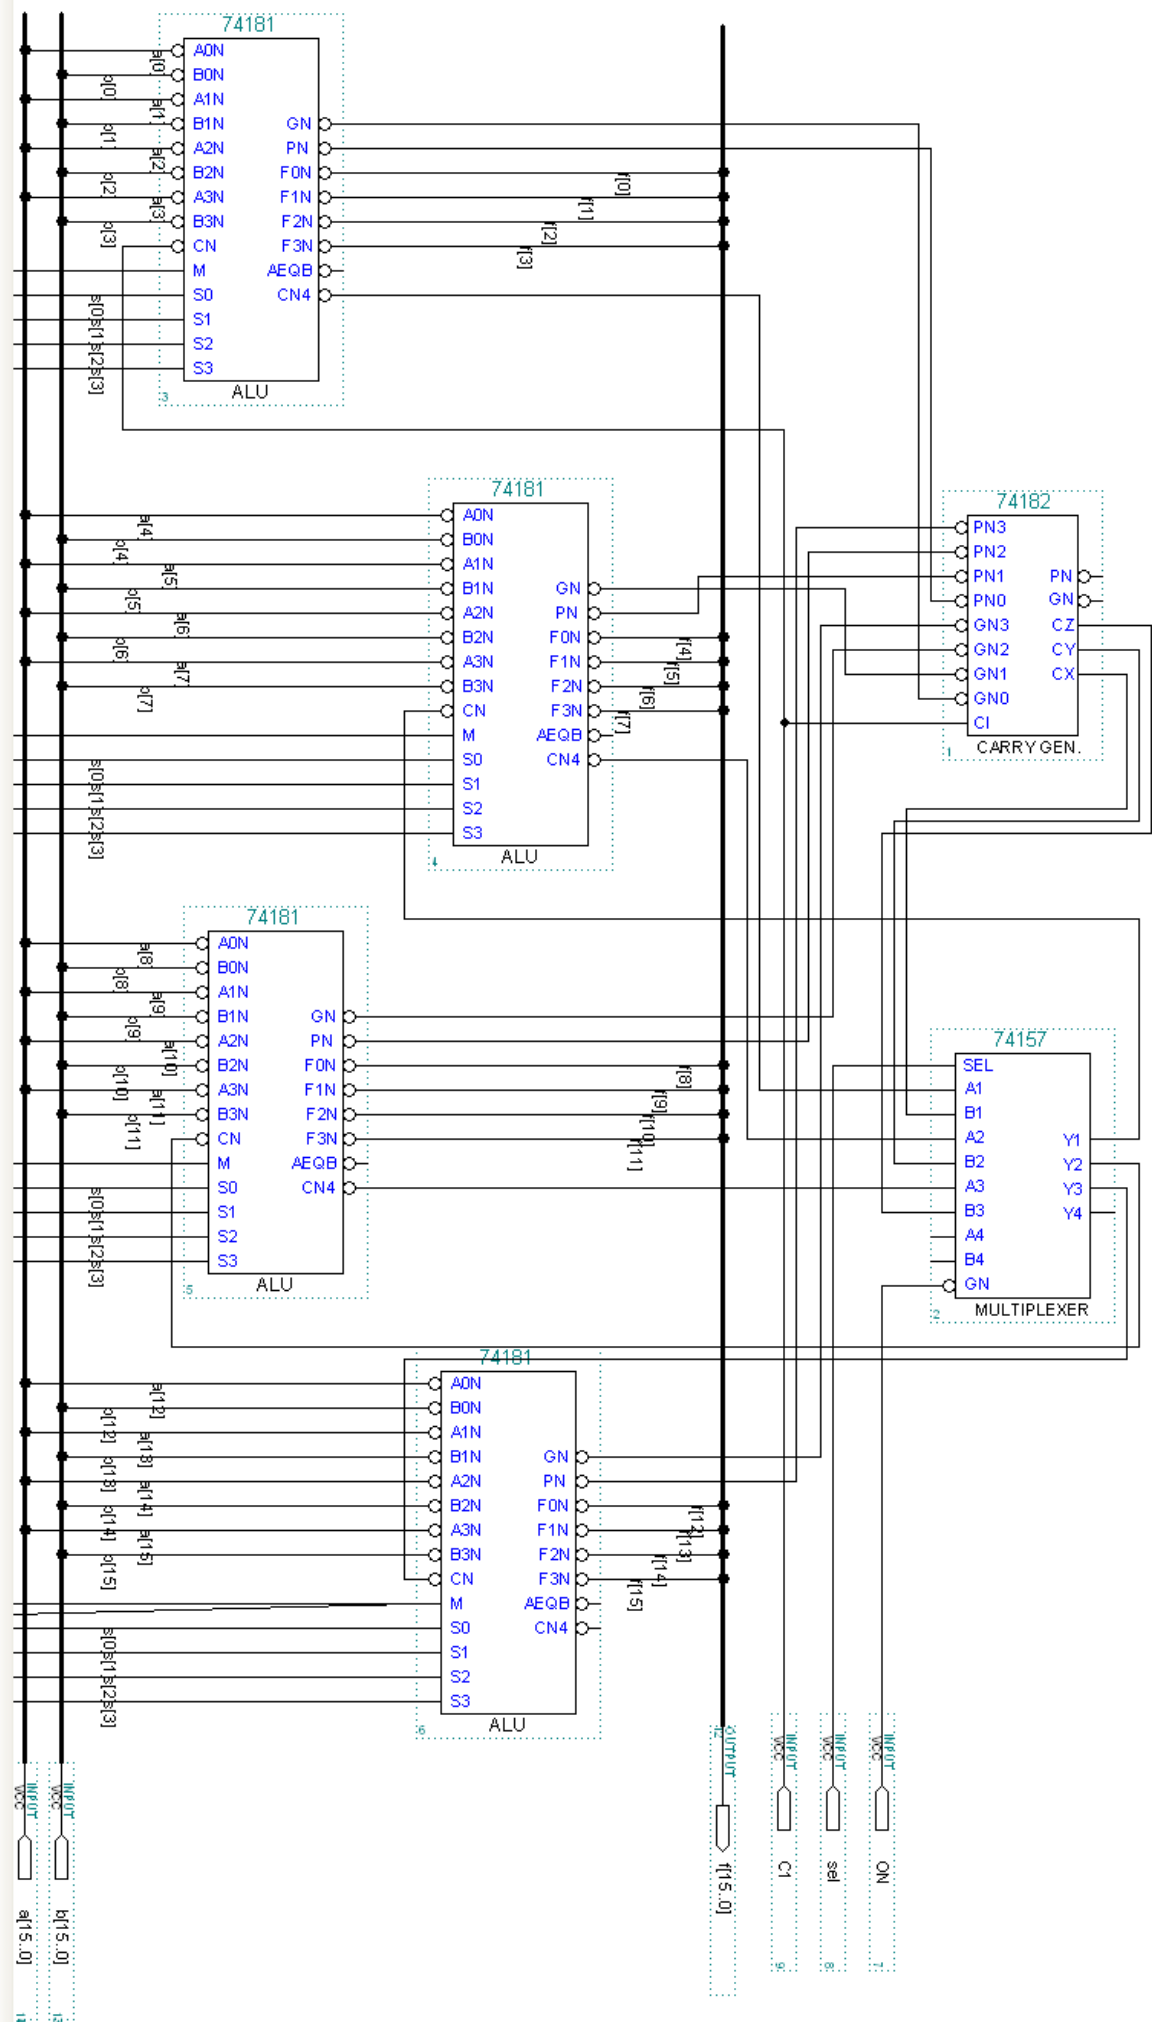 74181
A0N
B0N
A1N
B1N GN
A2N PN
B2N F0N
A3N F1N
B3N F2N
CN F3N
M AEQB
S0 CN4
S1
S2
S3
ALU
3
a[0]
b[0]
a[1]
b[1]
a[2]
b[2]
a[3]
b[3]
s[0]s[1]s[2]s[3]
f[0]
f[1]
f[2]
f[3]
74181
A0N
B0N
A1N
B1N GN
A2N PN
B2N F0N
A3N F1N
B3N F2N
CN F3N
M AEQB
S0 CN4
S1
S2
S3
ALU
4
a[4]
b[4]
a[5]
b[5]
a[6]
b[6]
a[7]
b[7]
s[0]s[1]s[2]s[3]
f[4]
f[5]
f[6]
f[7]
74182
PN3
PN2
PN1 PN
PN0 GN
GN3 CZ
GN2 CY
GN1 CX
GN0
CI
CARRY GEN.
1
74181
A0N
B0N
A1N
B1N GN
A2N PN
B2N F0N
A3N F1N
B3N F2N
CN F3N
M AEQB
S0 CN4
S1
S2
S3
ALU
5
a[8]
b[8]
a[9]
b[9]
a[10]
b[10]
a[11]
b[11]
s[0]s[1]s[2]s[3]
f[8]
f[9]
f[10]
f[11]
74157
SEL
A1
B1
A2 Y1
B2 Y2
A3 Y3
B3 Y4
A4
B4
GN
MULTIPLEXER
2
74181
A0N
B0N
A1N
B1N GN
A2N PN
B2N F0N
A3N F1N
B3N F2N
CN F3N
M AEQB
S0 CN4
S1
S2
S3
ALU
6
a[12]
b[12]
a[13]
b[13]
a[14]
b[14]
a[15]
b[15]
s[0]s[1]s[2]s[3]
f[12]
f[13]
f[14]
f[15]
INPUT
VCC
a[15..0]
INPUT
VCC
b[15..0]
OUTPUT
f[15..0]
INPUT
VCC
C1
9
INPUT
VCC
sel
8
INPUT
VCC
ON
7